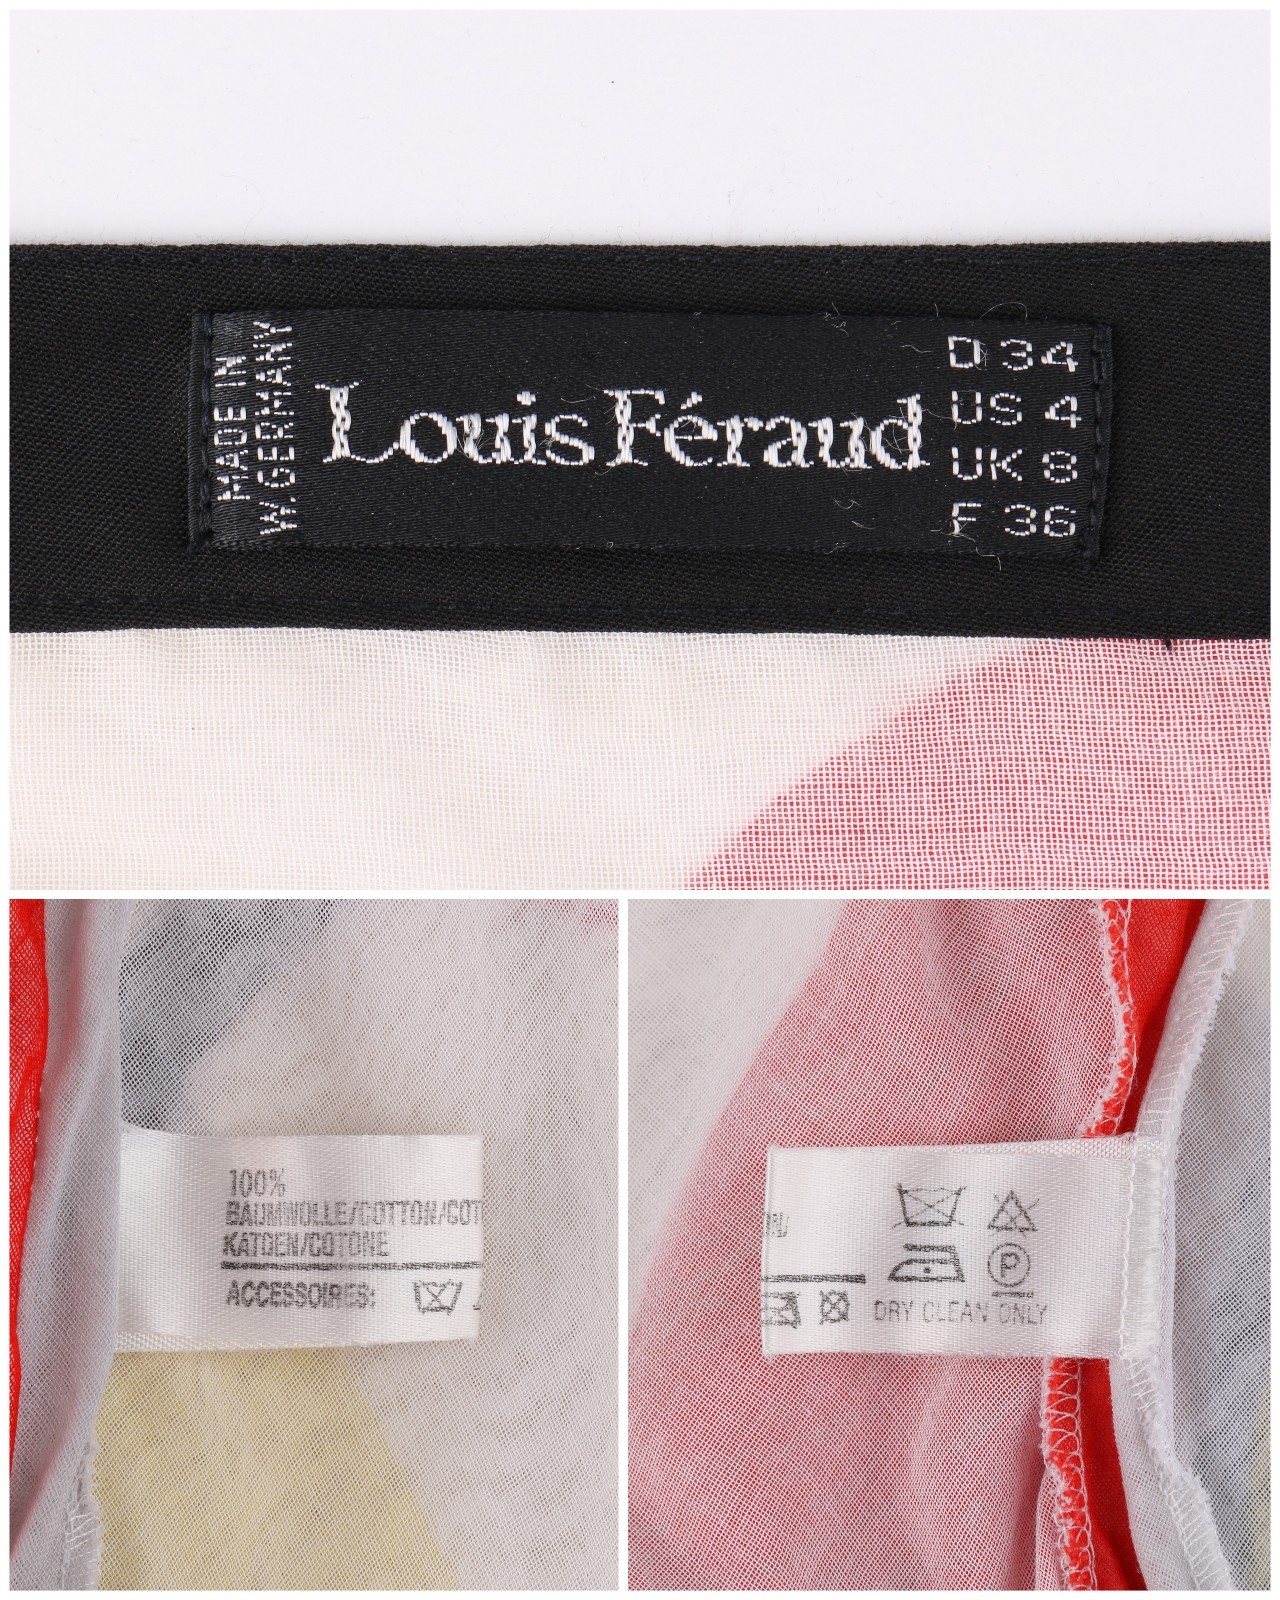 MADE IN
W. GERMANY
Louis Féraud
D 34
US 4
UK 8
F 36
100%
BAUMWOLLE/COTTON/COT
KATOEN/COTONE
ACCESSOIRES:
P
DRY CLEAN ONLY